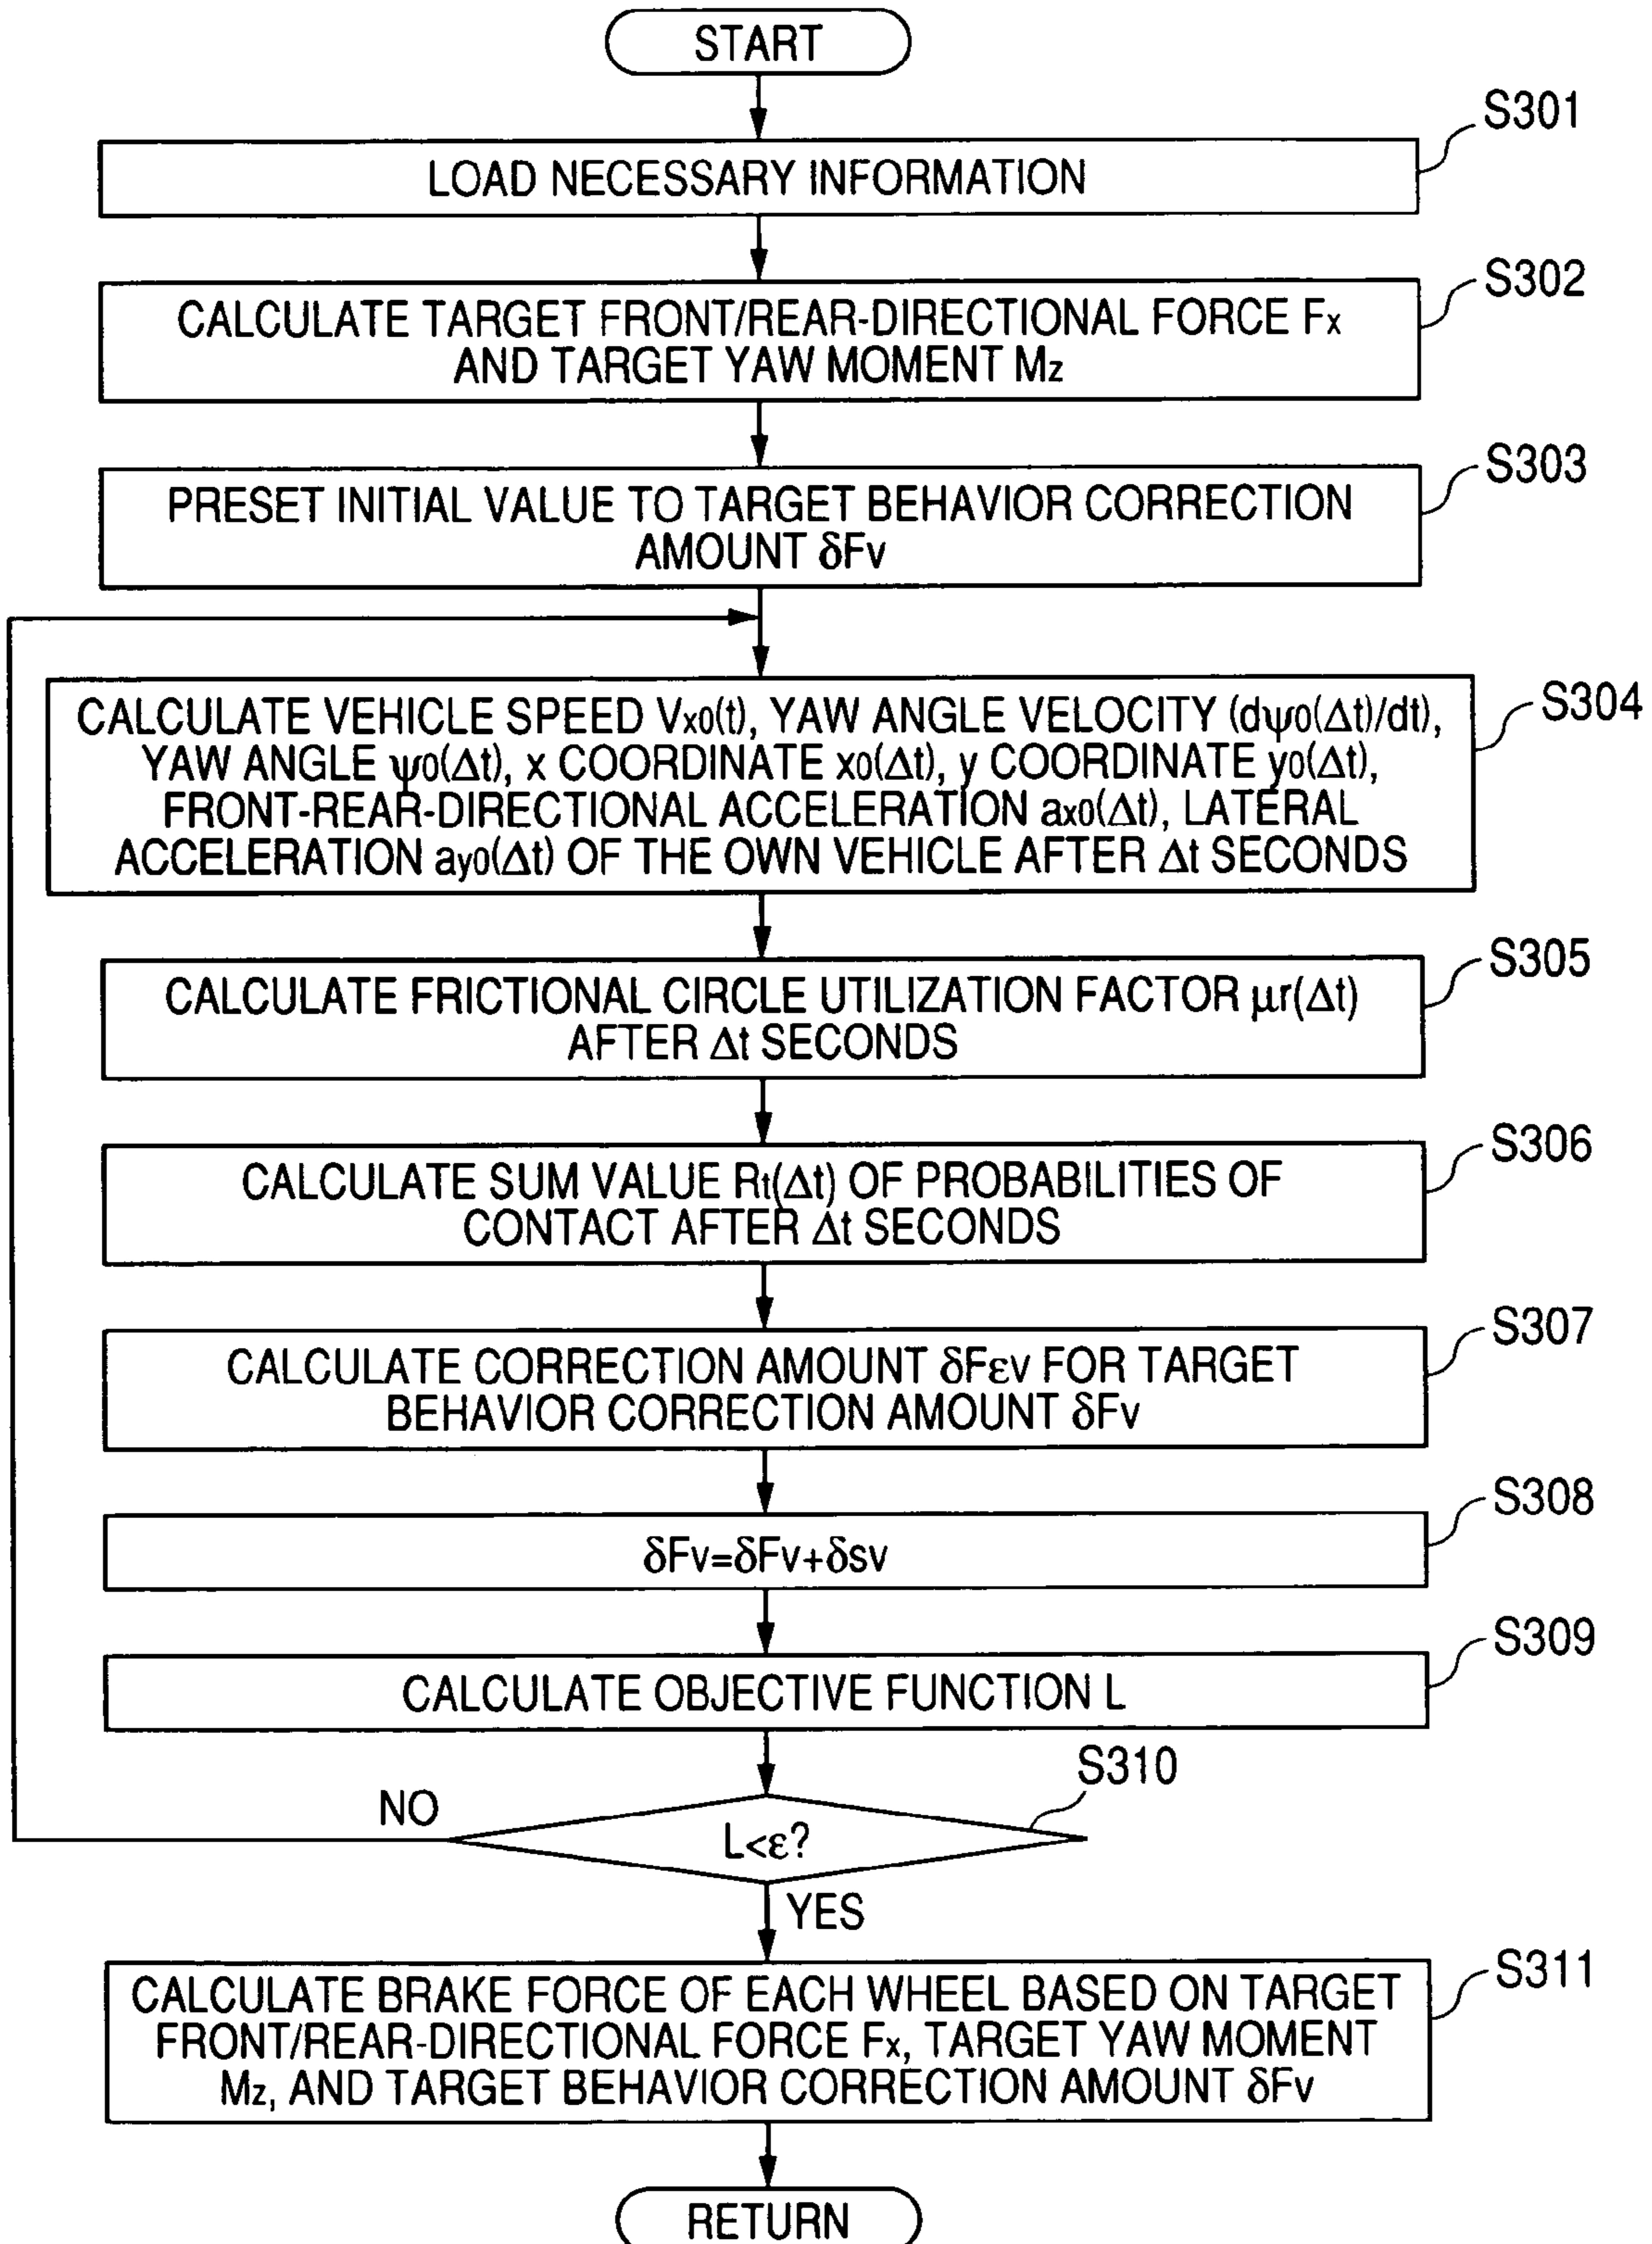 START
S301
LOAD NECESSARY INFORMATION
S302
CALCULATE TARGET FRONT/REAR-DIRECTIONAL FORCE Fx
AND TARGET YAW MOMENT Mz
S303
PRESET INITIAL VALUE TO TARGET BEHAVIOR CORRECTION
AMOUNT δFv
S304
CALCULATE VEHICLE SPEED Vx0(t), YAW ANGLE VELOCITY (dψ0(Δt)/dt),
YAW ANGLE ψ0(Δt), x COORDINATE x0(Δt), y COORDINATE y0(Δt),
FRONT-REAR-DIRECTIONAL ACCELERATION ax0(Δt), LATERAL
ACCELERATION ay0(Δt) OF THE OWN VEHICLE AFTER Δt SECONDS
S305
CALCULATE FRICTIONAL CIRCLE UTILIZATION FACTOR μr(Δt)
AFTER Δt SECONDS
S306
CALCULATE SUM VALUE Rt(Δt) OF PROBABILITIES OF
CONTACT AFTER Δt SECONDS
S307
CALCULATE CORRECTION AMOUNT δFεv FOR TARGET
BEHAVIOR CORRECTION AMOUNT δFv
S308
δFv=δFv+δsv
S309
CALCULATE OBJECTIVE FUNCTION L
S310
NO
L<ε?
YES
S311
CALCULATE BRAKE FORCE OF EACH WHEEL BASED ON TARGET
FRONT/REAR-DIRECTIONAL FORCE Fx, TARGET YAW MOMENT
Mz, AND TARGET BEHAVIOR CORRECTION AMOUNT δFv
RETURN